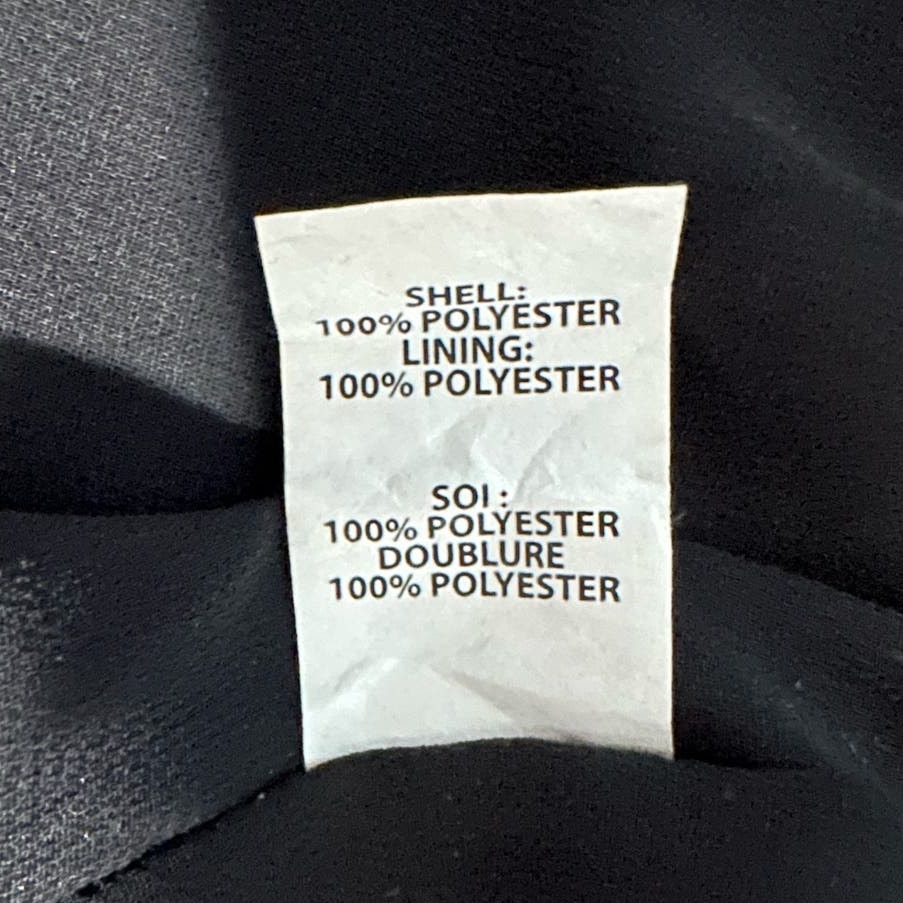 SHELL:
100% POLYESTER
LINING:
100% POLYESTER
SOI :
100% POLYESTER
DOUBLURE
100% POLYESTER